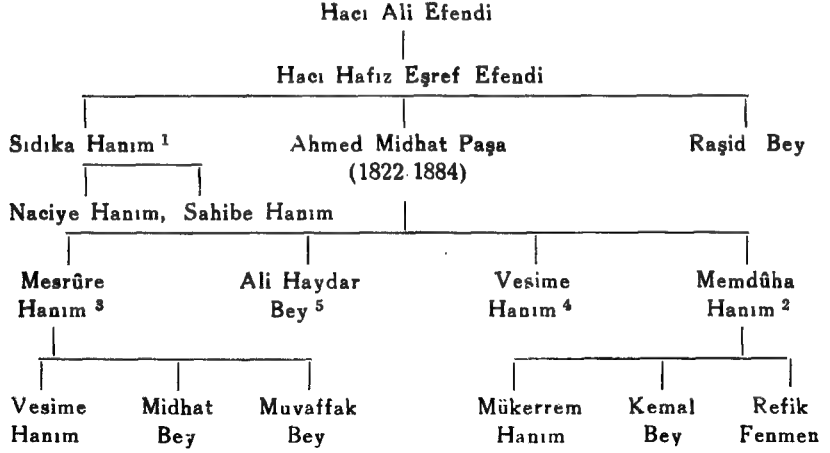 Hacı Ali Efendi
Hacı Hafız Eşref Efendi
Sıdıka Hanım ¹ Ahmed Midhat Paşa Raşid Bey
(1822 1884)
Naciye Hanım, Sahibe Hanım
Mesrûre Ali Haydar Vesime Memdûha
Hanım ³ Bey ⁵ Hanım ⁴ Hanım ²
Vesime Midhat Muvaffak Mükerrem Kemal Refik
Hanım Bey Bey Hanım Bey Fenmen